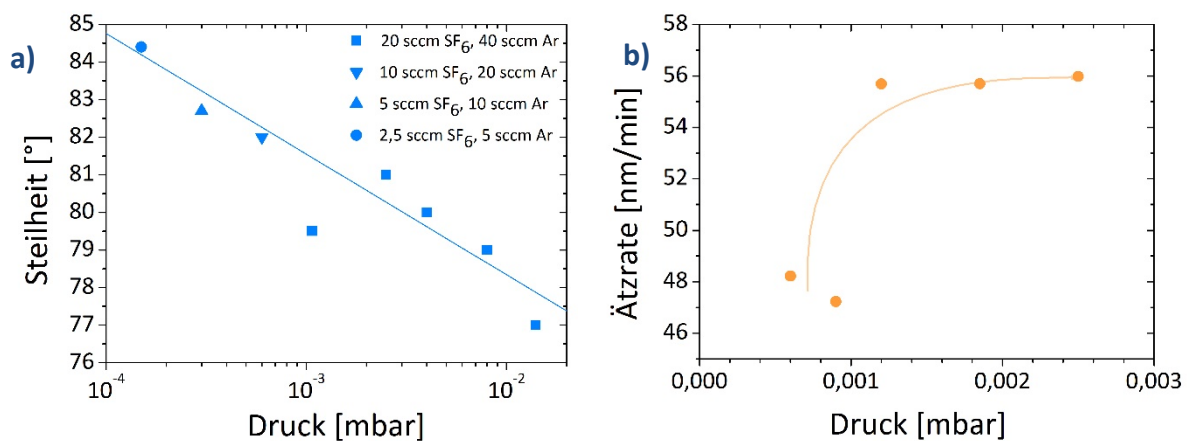 a)
85
84
83
82
81
80
79
78
77
76
Steilheit [°]
20 sccm SF₆, 40 sccm Ar
10 sccm SF₆, 20 sccm Ar
5 sccm SF₆, 10 sccm Ar
2,5 sccm SF₆, 5 sccm Ar
10⁻⁴ 10⁻³ 10⁻²
Druck [mbar]
b)
58
56
54
52
50
48
46
Ätzrate [nm/min]
0,000 0,001 0,002 0,003
Druck [mbar]